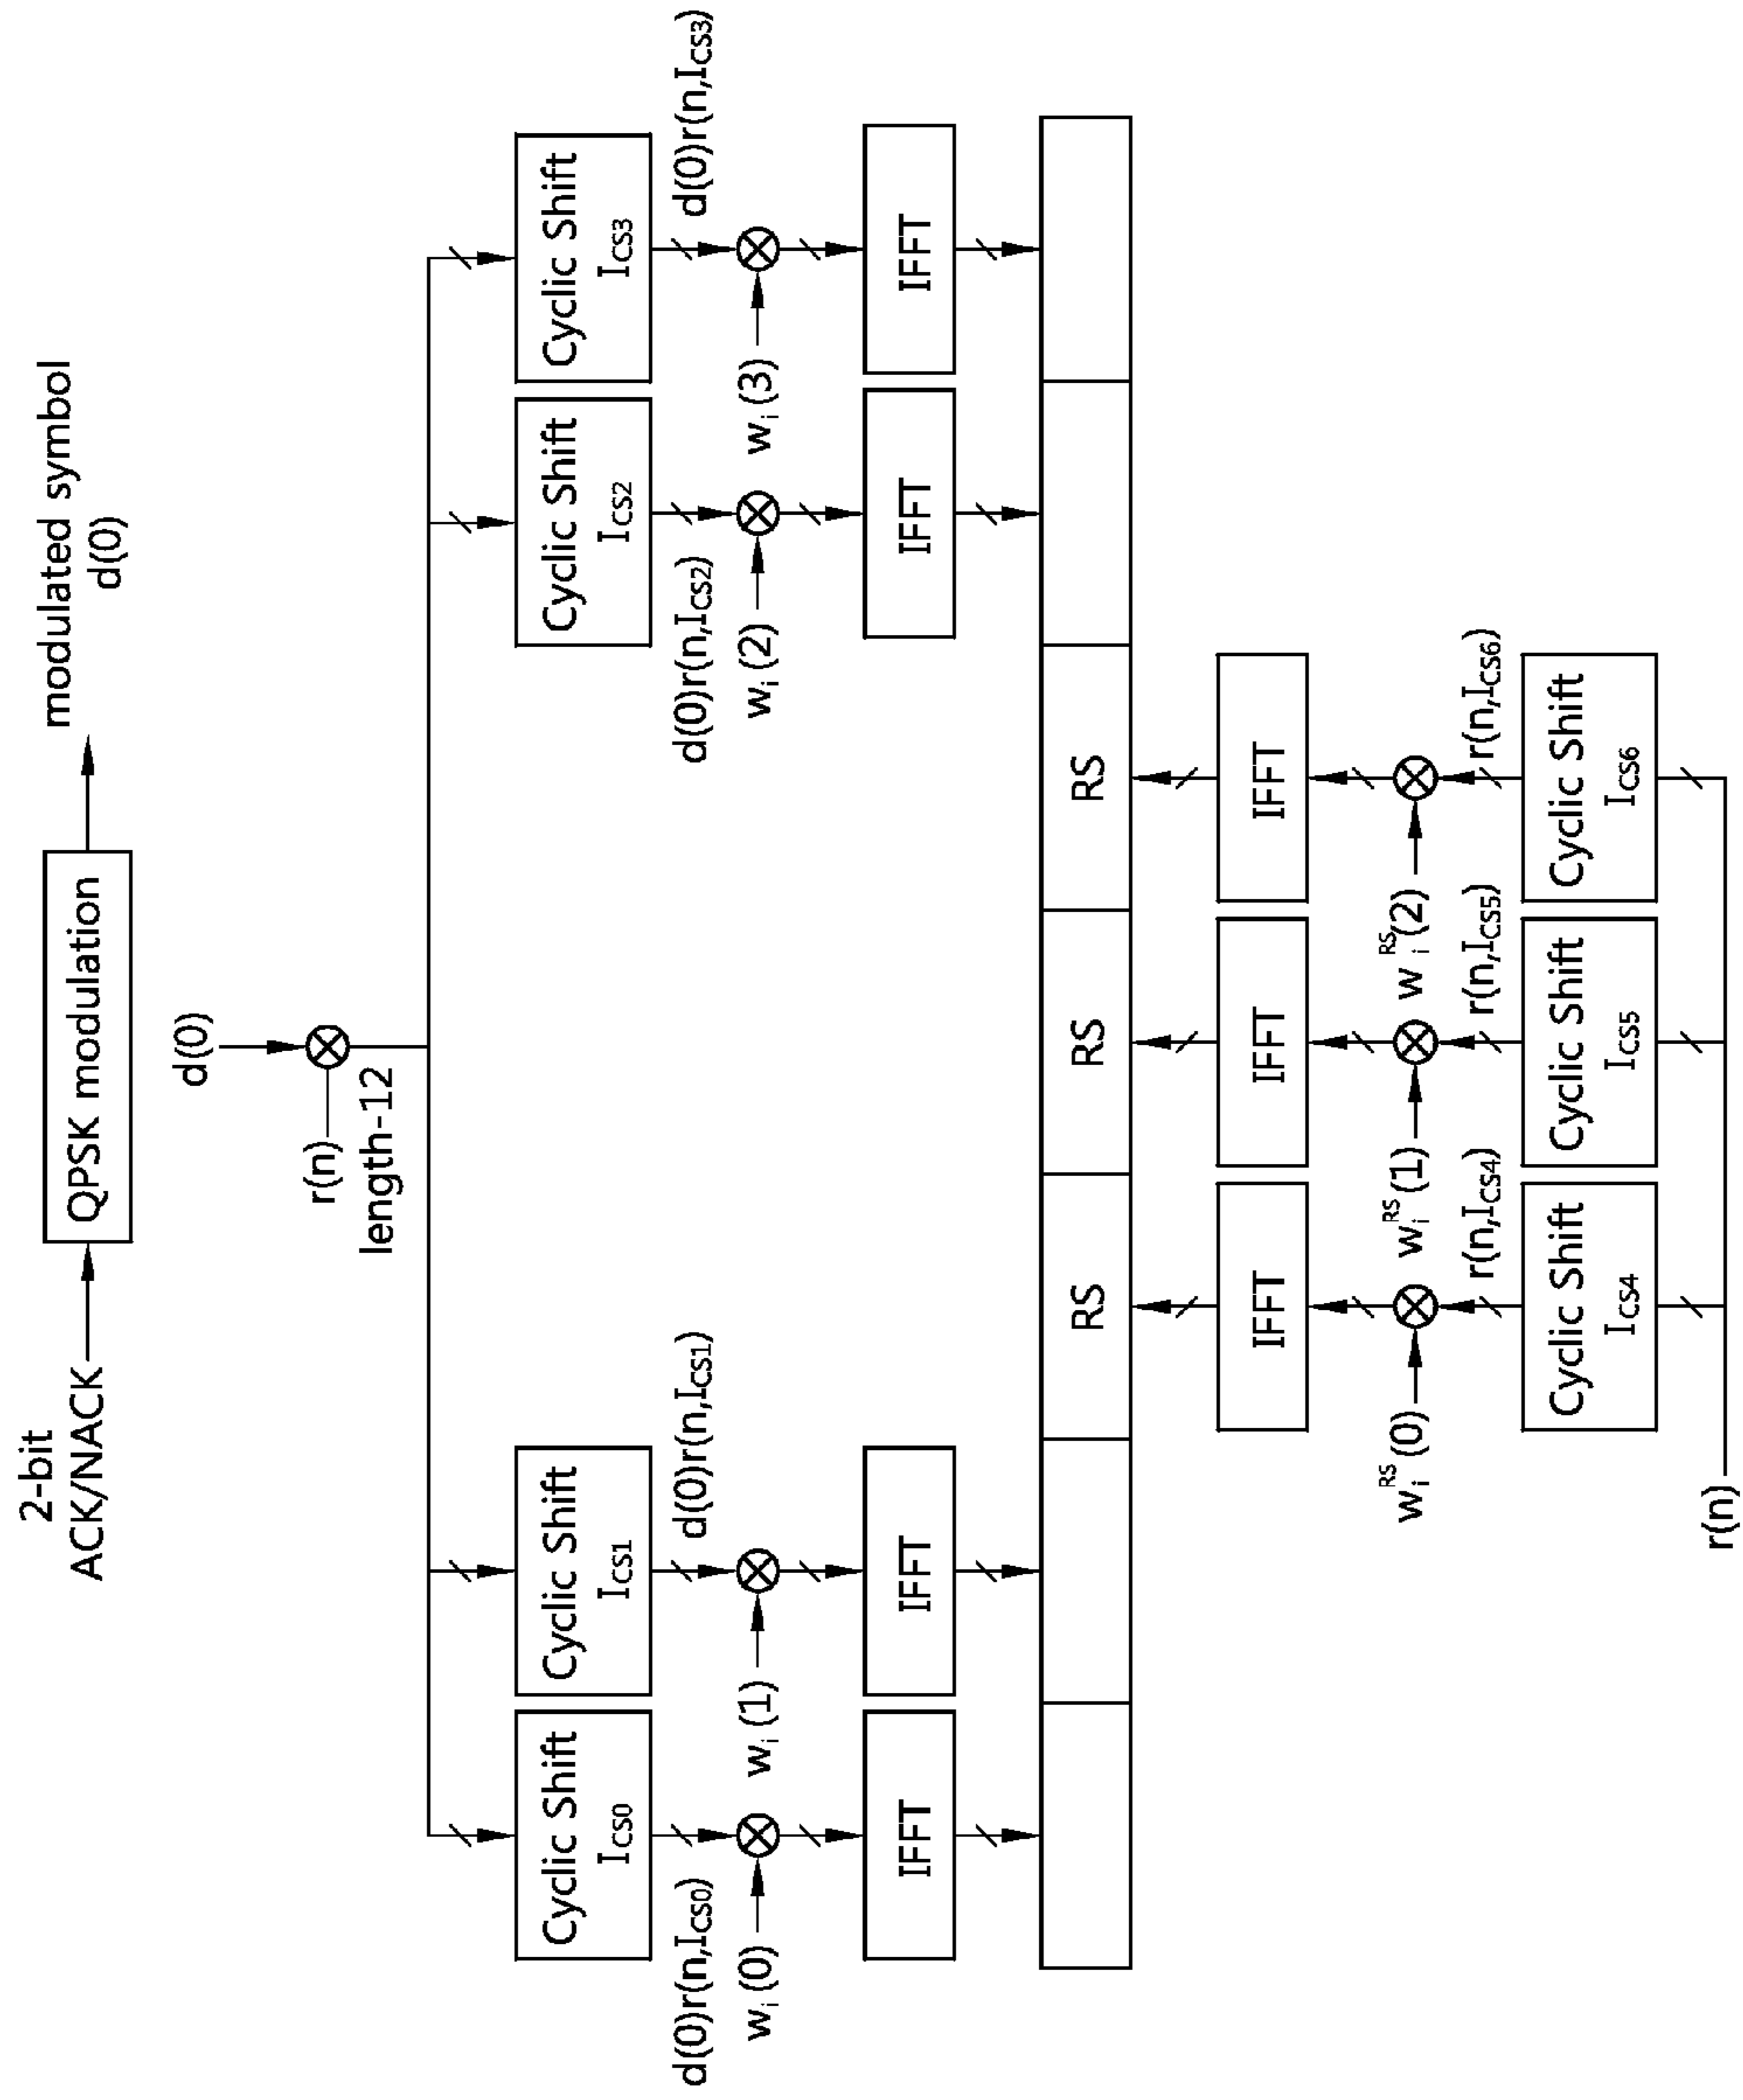 2-bit
ACK/NACK
QPSK modulation
modulated symbol
d(0)
d(0)
r(n)
length-12
Cyclic Shift
I_CS0
Cyclic Shift
I_CS1
Cyclic Shift
I_CS2
Cyclic Shift
I_CS3
d(0)r(n,I_CS0)
d(0)r(n,I_CS1)
d(0)r(n,I_CS2)
d(0)r(n,I_CS3)
w_i(0)
w_i(1)
w_i(2)
w_i(3)
IFFT
IFFT
IFFT
IFFT
RS
RS
RS
IFFT
IFFT
IFFT
w_i^RS(0)
w_i^RS(1)
w_i^RS(2)
r(n,I_CS4)
r(n,I_CS5)
r(n,I_CS6)
Cyclic Shift
I_CS4
Cyclic Shift
I_CS5
Cyclic Shift
I_CS6
r(n)